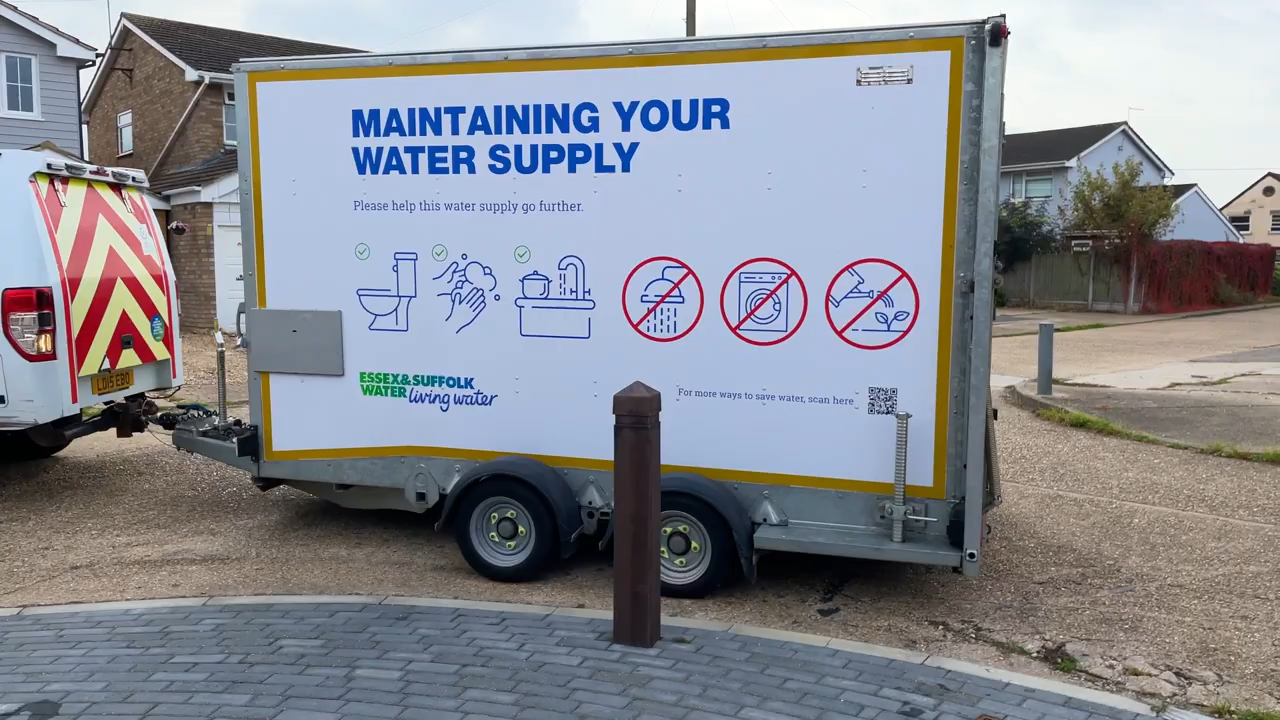 MAINTAINING YOUR
WATER SUPPLY
Please help this water supply go further.
ESSEX&SUFFOLK
WATER living water
For more ways to save water, scan here
LD15 EBO